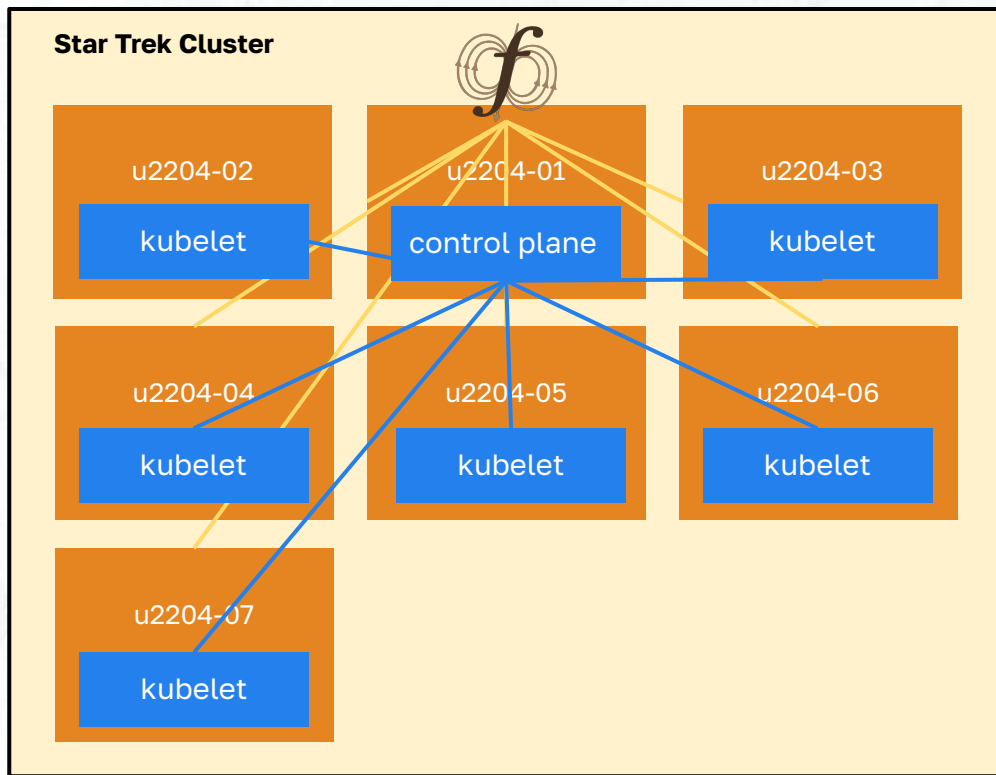 Star Trek Cluster
f
u2204-02
kubelet
u2204-01
control plane
u2204-03
kubelet
u2204-04
kubelet
u2204-05
kubelet
u2204-06
kubelet
u2204-07
kubelet